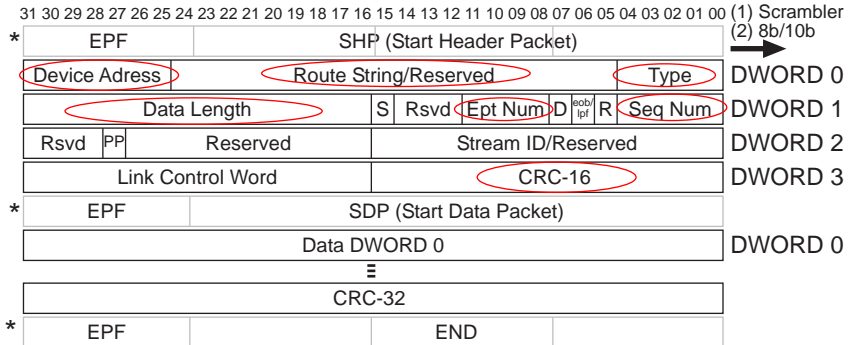 31 30 29 28 27 26 25 24 23 22 21 20 19 18 17 16 15 14 13 12 11 10 09 08 07 06 05 04 03 02 01 00 (1) Scrambler
(2) 8b/10b
* EPF SHP (Start Header Packet)
Device Adress Route String/Reserved Type DWORD 0
Data Length S Rsvd Ept Num D eob/lpf R Seq Num DWORD 1
Rsvd PP Reserved Stream ID/Reserved DWORD 2
Link Control Word CRC-16 DWORD 3
* EPF SDP (Start Data Packet)
Data DWORD 0 DWORD 0
CRC-32
* EPF END